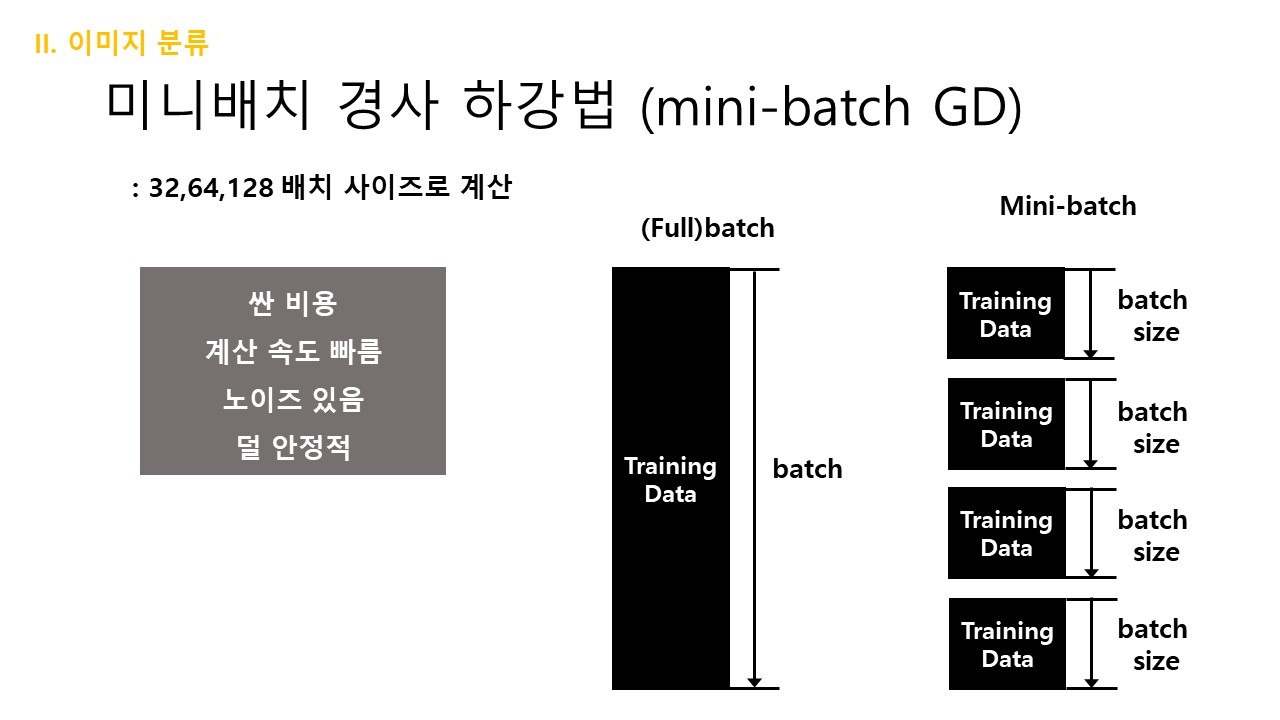 II. 이미지 분류
미니배치 경사 하강법 (mini-batch GD)
: 32,64,128 배치 사이즈로 계산
싼 비용
계산 속도 빠름
노이즈 있음
덜 안정적
(Full)batch
Training
Data
batch
Mini-batch
Training
Data
batch
size
Training
Data
batch
size
Training
Data
batch
size
Training
Data
batch
size